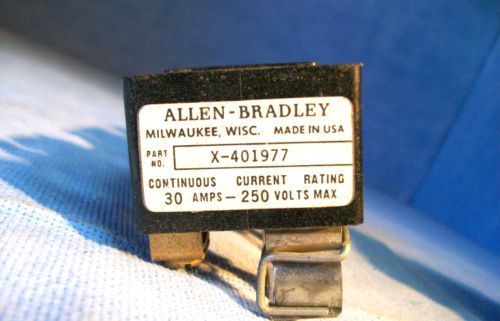 ALLEN-BRADLEY
MILWAUKEE, WISC. MADE IN USA
PART NO. X-401977
CONTINUOUS CURRENT RATING
30 AMPS - 250 VOLTS MAX